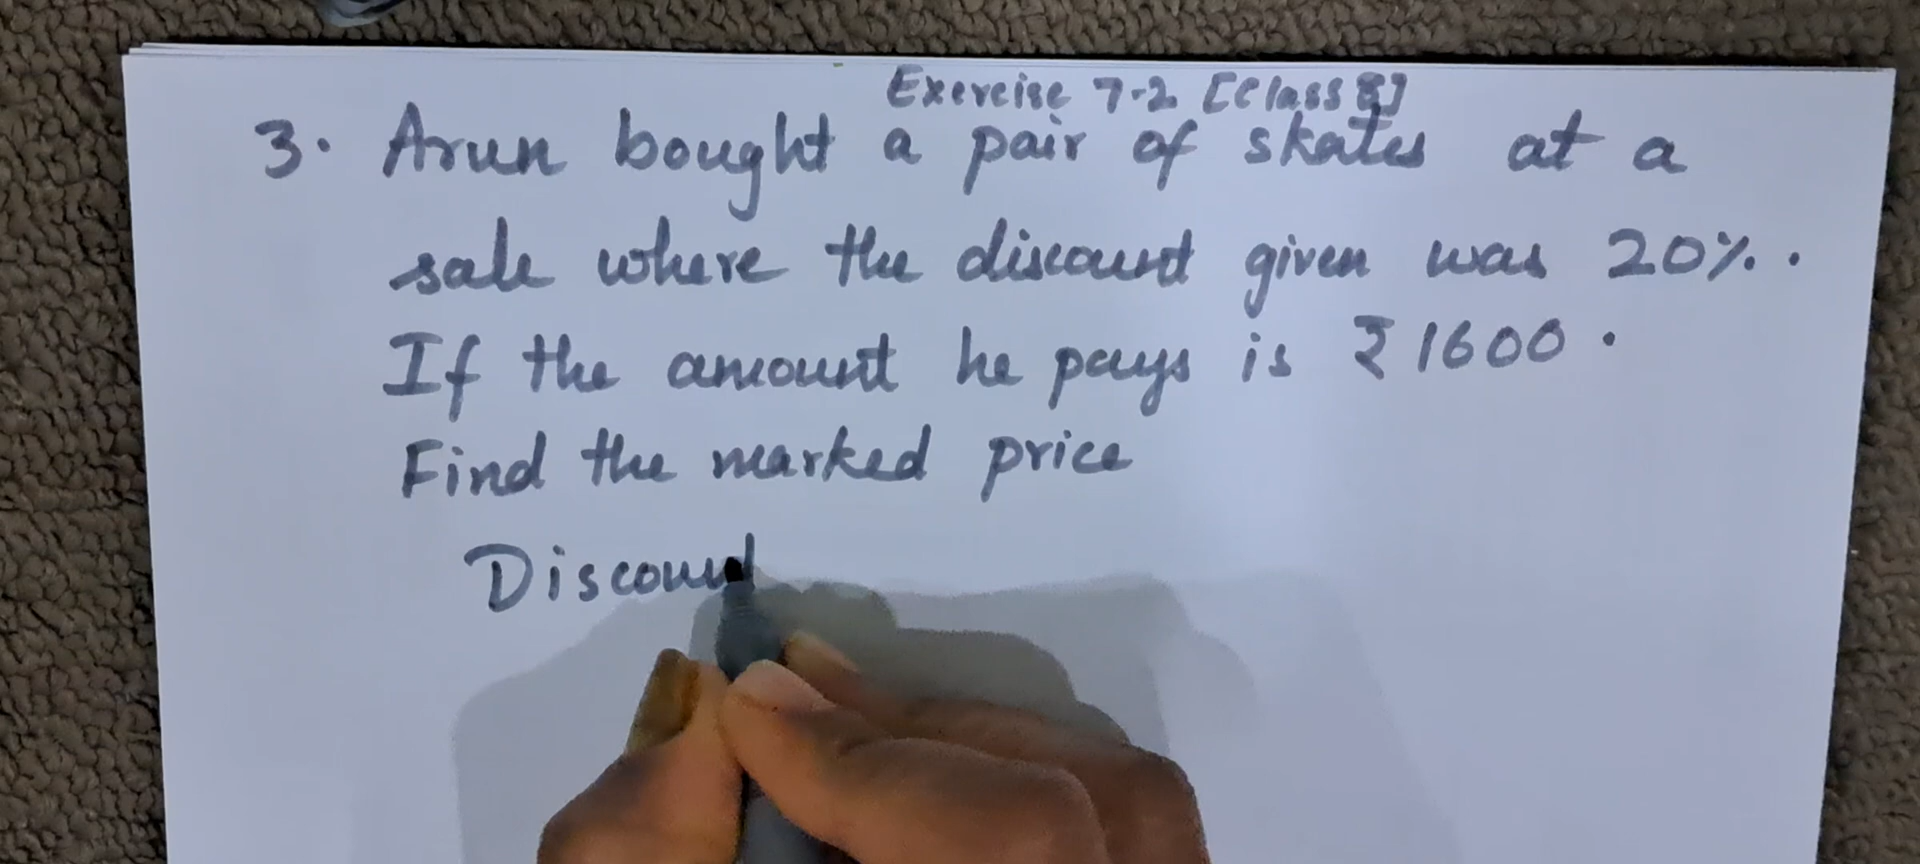 Exercise 7.2 [Class 8]
3. Arun bought a pair of skates at a
sale where the discount given was 20%.
If the amount he pays is ₹1600.
Find the marked price
Discount